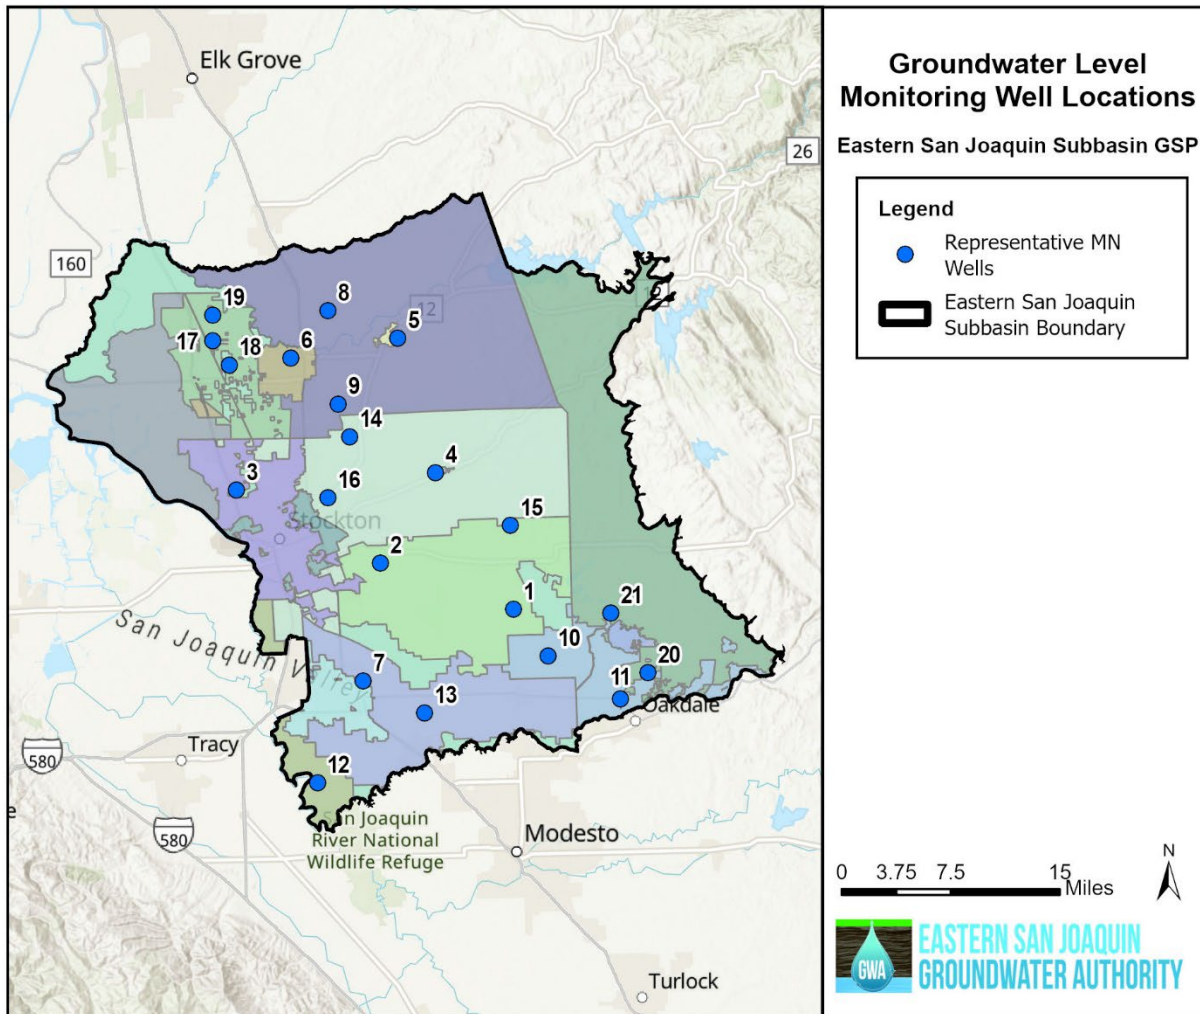 Elk Grove
160
26
12
12
19
8
17
18
6
5
9
14
4
3
16
15
Stockton
2
1
21
San Joaquin Valley
10
20
7
11
13
Oakdale
580
Tracy
12
San Joaquin
River National
Wildlife Refuge
580
Modesto
Turlock
e
Groundwater Level
Monitoring Well Locations
Eastern San Joaquin Subbasin GSP
Legend
Representative MN
Wells
Eastern San Joaquin
Subbasin Boundary
N
0 3.75 7.5 15
Miles
GWA
EASTERN SAN JOAQUIN
GROUNDWATER AUTHORITY